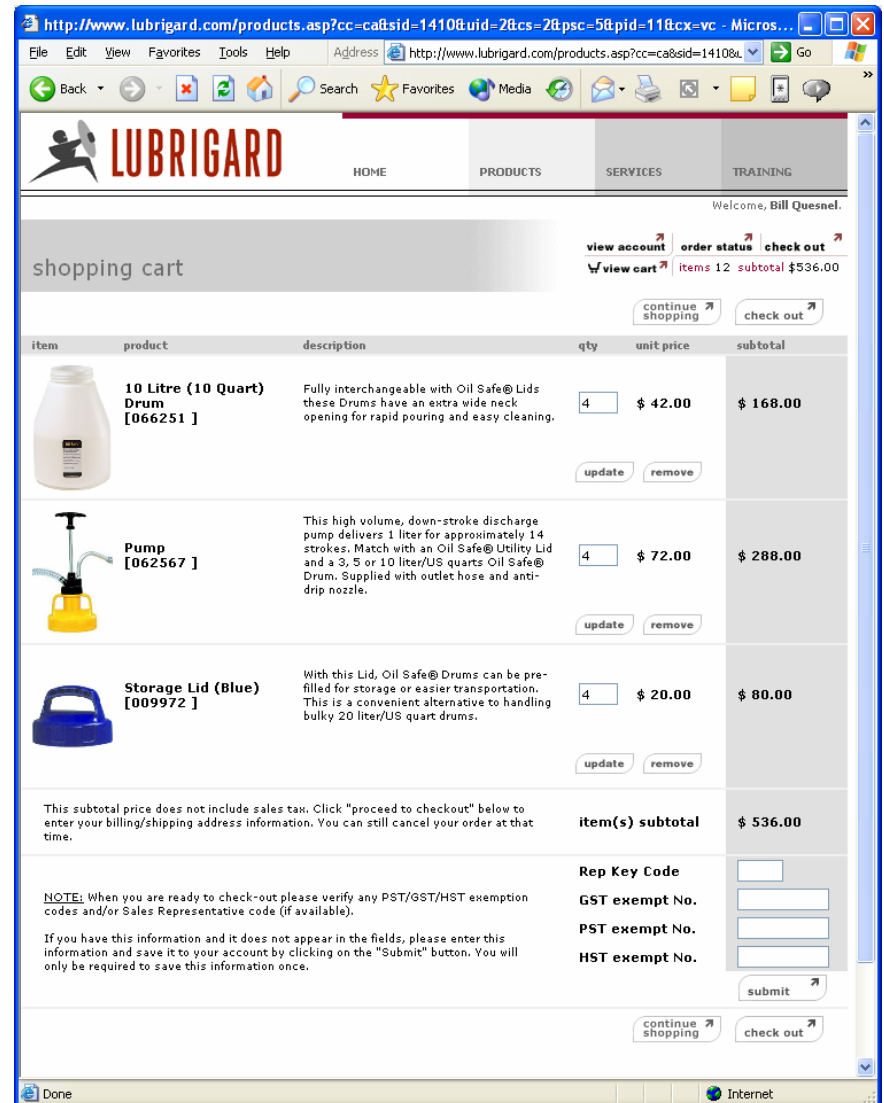 http://www.lubrigard.com/products.asp?cc=ca&sid=1410&uid=2&cs=2&psc=5&pid=11&cx=vc - Micros...
File Edit View Favorites Tools Help Address http://www.lubrigard.com/products.asp?cc=ca&sid=1410&u Go
Back Search Favorites Media
LUBRIGARD
HOME PRODUCTS SERVICES TRAINING
Welcome, Bill Quesnel.
view account order status check out
shopping cart
view cart items 12 subtotal $536.00
continue shopping check out
item product description qty unit price subtotal
10 Litre (10 Quart)
Drum
[066251 ]
Fully interchangeable with Oil Safe® Lids
these Drums have an extra wide neck
opening for rapid pouring and easy cleaning.
4 $ 42.00 $ 168.00
update remove
Pump
[062567 ]
This high volume, down-stroke discharge
pump delivers 1 liter for approximately 14
strokes. Match with an Oil Safe® Utility Lid
and a 3, 5 or 10 liter/US quarts Oil Safe®
Drum. Supplied with outlet hose and anti-
drip nozzle.
4 $ 72.00 $ 288.00
update remove
Storage Lid (Blue)
[009972 ]
With this Lid, Oil Safe® Drums can be pre-
filled for storage or easier transportation.
This is a convenient alternative to handling
bulky 20 liter/US quart drums.
4 $ 20.00 $ 80.00
update remove
This subtotal price does not include sales tax. Click "proceed to checkout" below to
enter your billing/shipping address information. You can still cancel your order at that
time.
item(s) subtotal $ 536.00
Rep Key Code
GST exempt No.
PST exempt No.
HST exempt No.
NOTE: When you are ready to check-out please verify any PST/GST/HST exemption
codes and/or Sales Representative code (if available).
If you have this information and it does not appear in the fields, please enter this
information and save it to your account by clicking on the "Submit" button. You will
only be required to save this information once.
submit
continue shopping check out
Done Internet